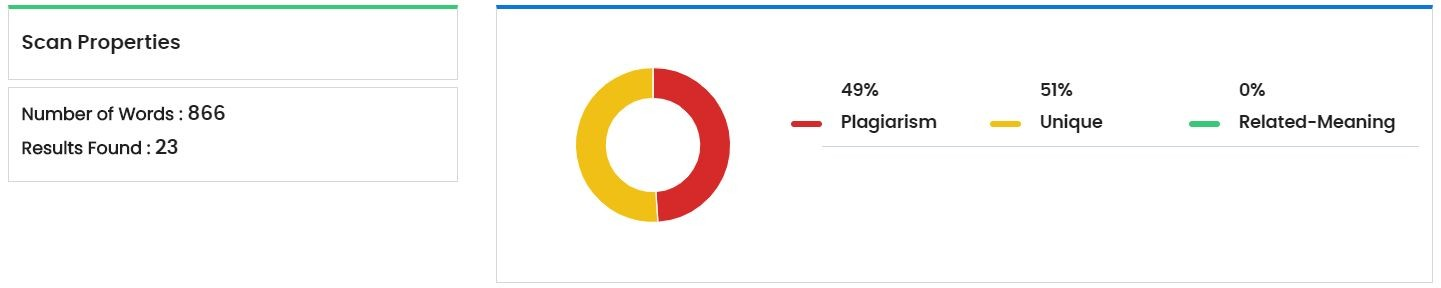 Scan Properties
Number of Words : 866
Results Found : 23
49%
Plagiarism
51%
Unique
0%
Related-Meaning